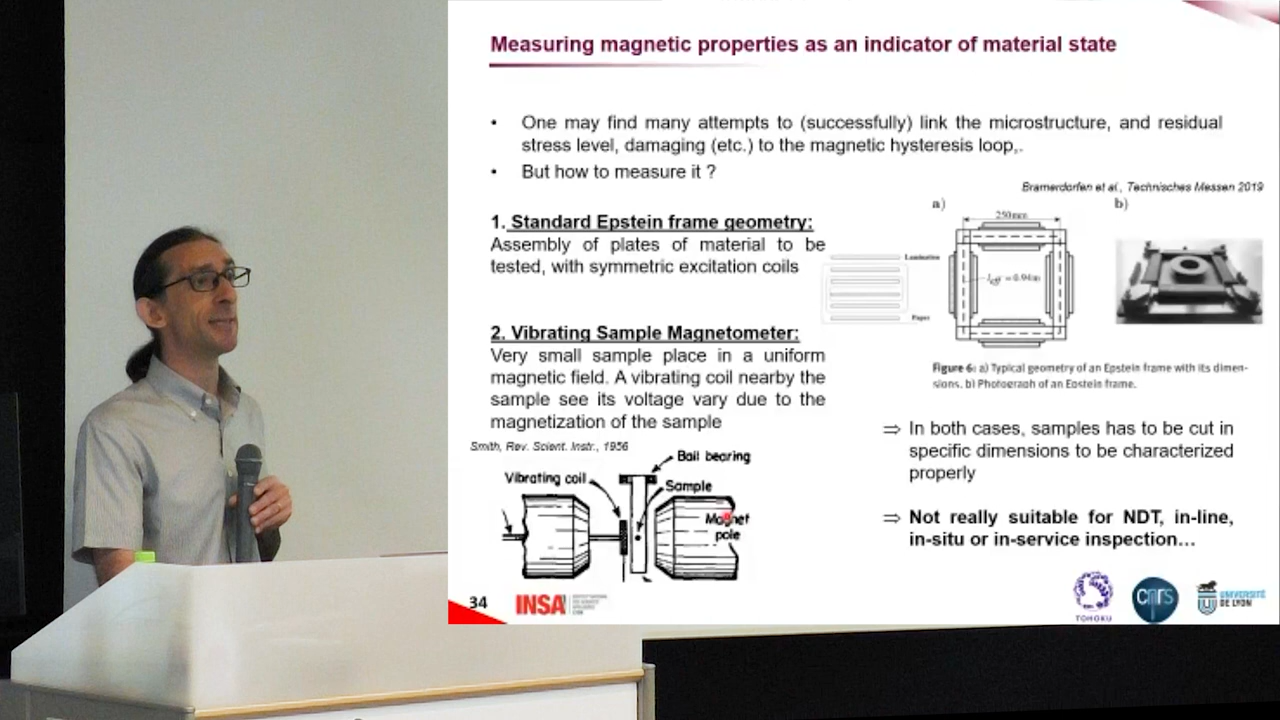 Measuring magnetic properties as an indicator of material state
• One may find many attempts to (successfully) link the microstructure, and residual
stress level, damaging (etc.) to the magnetic hysteresis loop,.
• But how to measure it ?
Bramerdorfen et al., Technisches Messen 2019
1. Standard Epstein frame geometry:
Assembly of plates of material to be
tested, with symmetric excitation coils
a)
b)
250mm
Lamination
Paper
l eff = 0.94m
Figure 6: a) Typical geometry of an Epstein frame with its dimen-
sions. b) Photograph of an Epstein frame.
2. Vibrating Sample Magnetometer:
Very small sample place in a uniform
magnetic field. A vibrating coil nearby the
sample see its voltage vary due to the
magnetization of the sample
Smith, Rev. Scient. Instr., 1956
Ball bearing
Vibrating coil
Sample
Magnet
pole
⇒ In both cases, samples has to be cut in
specific dimensions to be characterized
properly
⇒ Not really suitable for NDT, in-line,
in-situ or in-service inspection...
34
INSA
TOHOKU
cnrs
UNIVERSITÉ
DE LYON